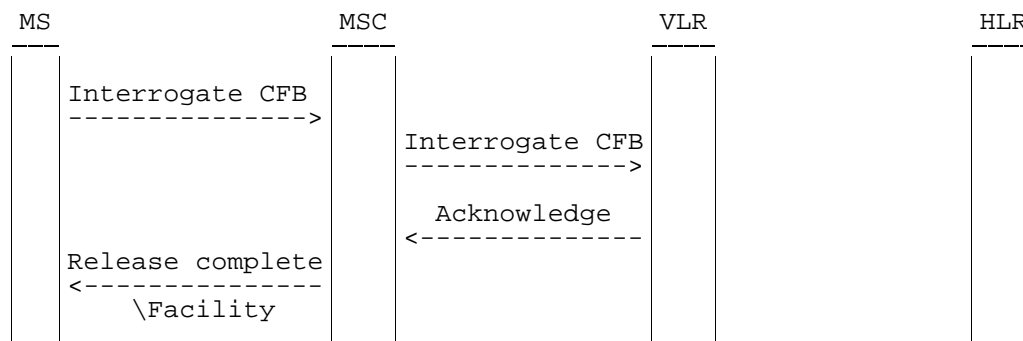 MS MSC VLR HLR
Interrogate CFB
--------------->
Interrogate CFB
-------------->
Acknowledge
<--------------
Release complete
<---------------
\Facility